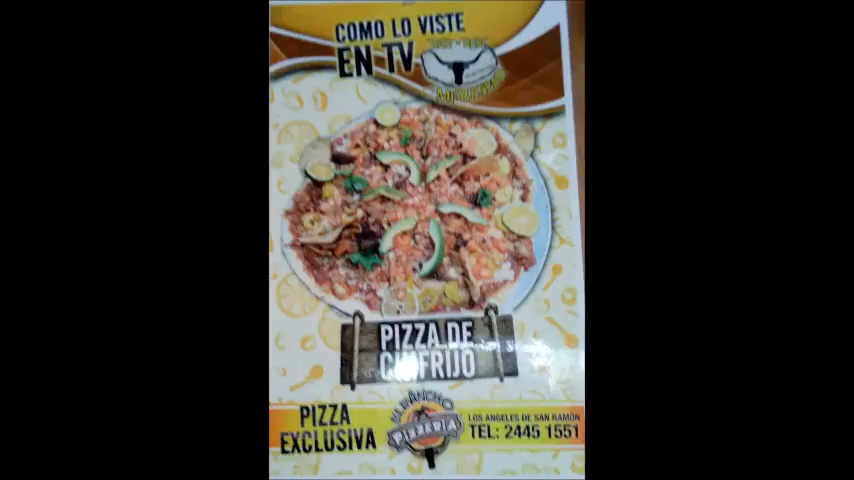 COMO LO VISTE
EN TV
PIZZA DE
CHIFRIJO
PIZZA
EXCLUSIVA
MI RANCHO
PIZZERIA
LOS ANGELES DE SAN RAMÓN
TEL: 2445 1551